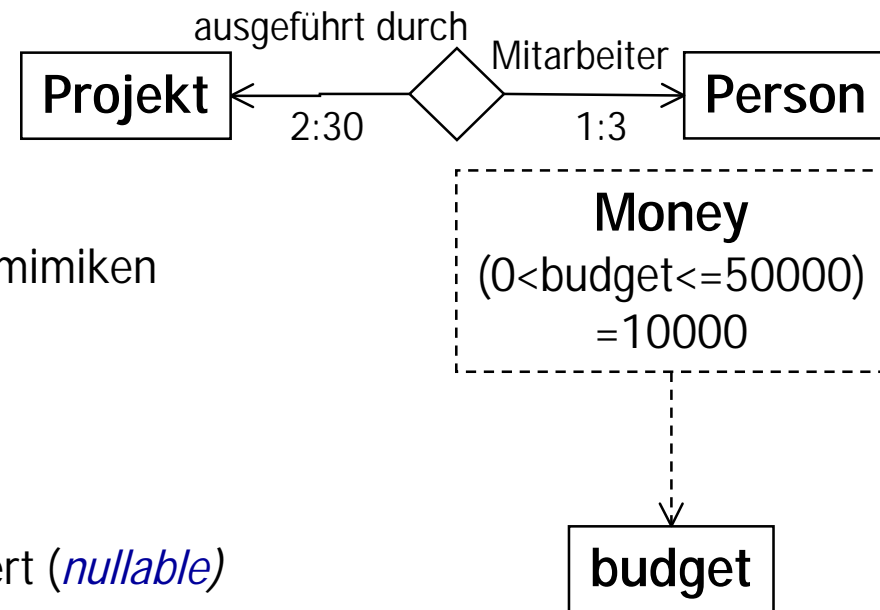 ausgeführt durch
Mitarbeiter
Projekt
Person
2:30
1:3
Money
mimiken
(0<budget<=50000)
=10000
ert (nullable)
budget